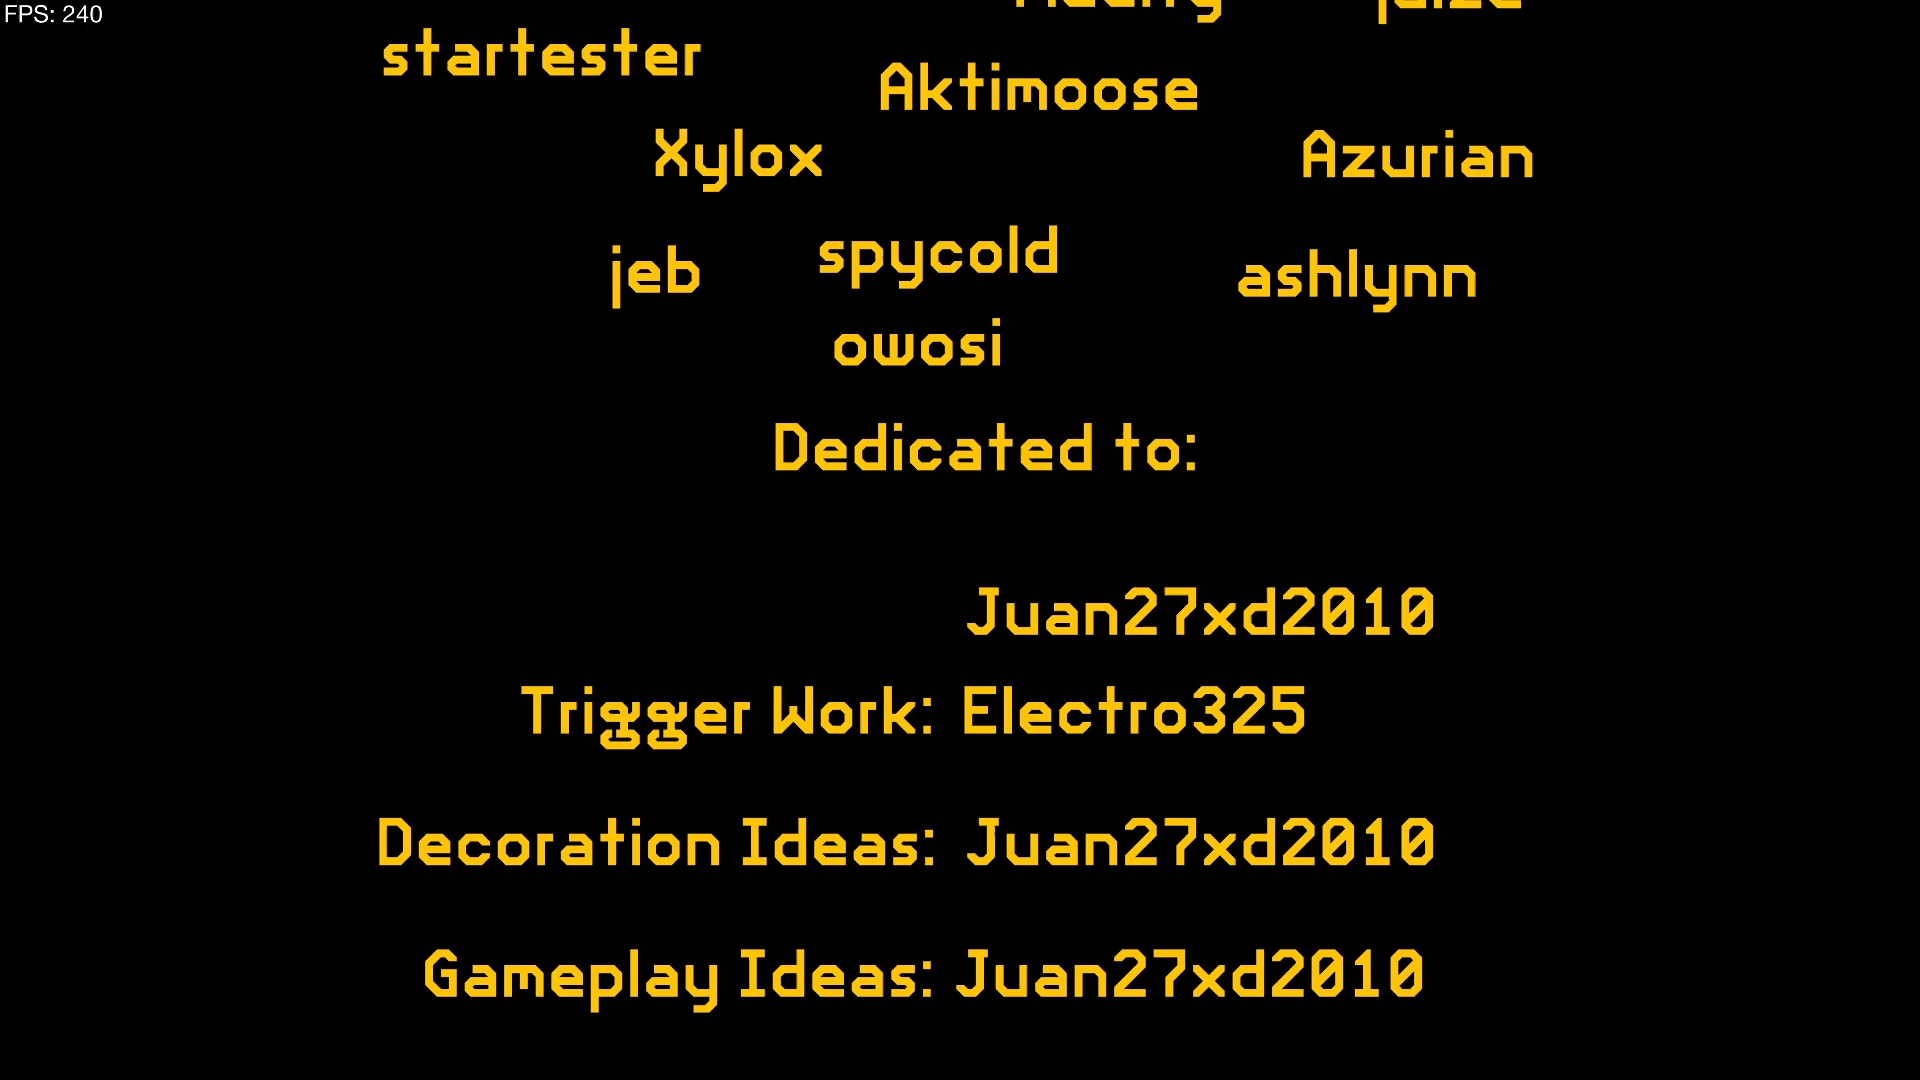 FPS: 240
startester
Aktimoose
Xylox
Azurian
jeb
spycold
ashlynn
owosi
Dedicated to:
Juan27xd2010
Trigger Work: Electro325
Decoration Ideas: Juan27xd2010
Gameplay Ideas: Juan27xd2010